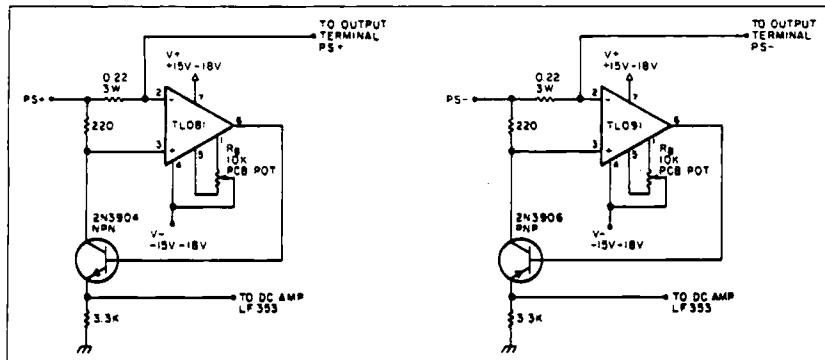 TO OUTPUT
TERMINAL
PS+
V+
+15V-18V
0.22
3W
PS+
2
-
7
TL081
6
220
3
+
1
5
4
R8
10K
PCB POT
2N3904
NPN
V-
-15V-18V
TO DC AMP
LF353
3.3K
TO OUTPUT
TERMINAL
PS-
V+
+15V-18V
0.22
3W
PS-
2
-
7
TL091
6
220
3
+
1
5
4
R8
10K
PCB POT
2N3906
PNP
V-
-15V-18V
TO DC AMP
LF353
3.3K